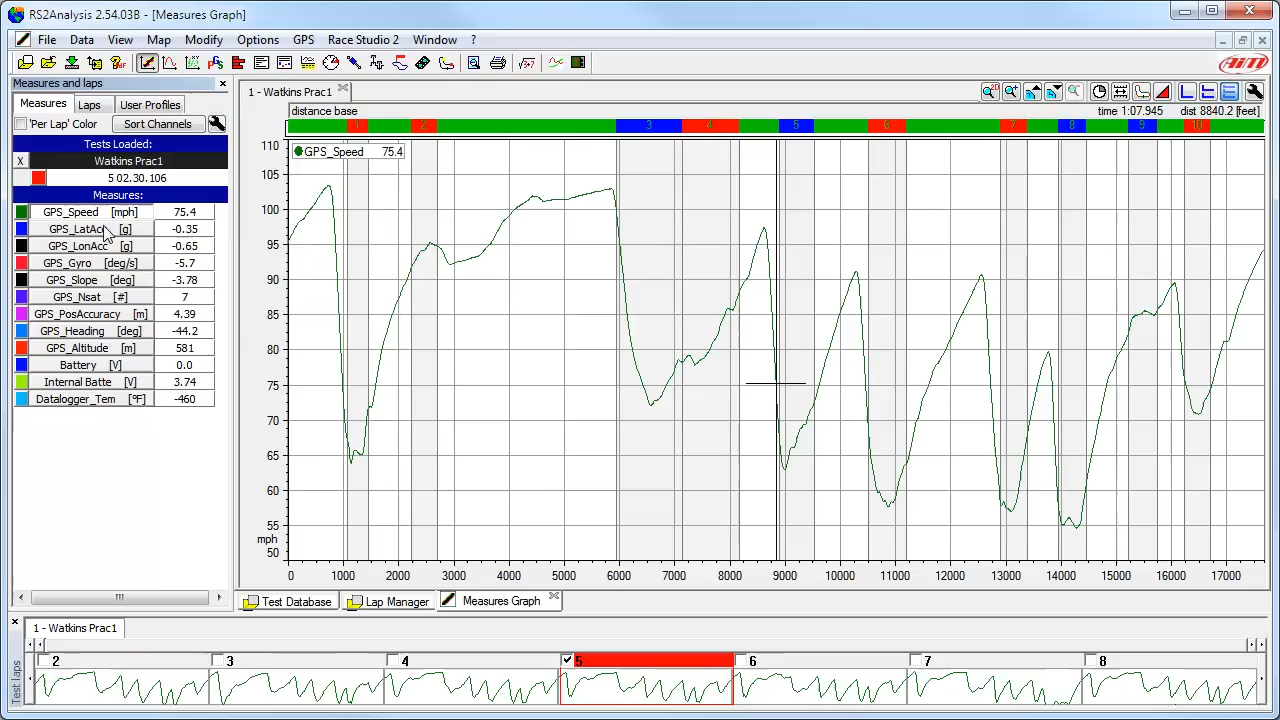 RS2Analysis 2.54.03B - [Measures Graph]
File Data View Map Modify Options GPS Race Studio 2 Window ?
Measures and laps
Measures Laps User Profiles
'Per Lap' Color Sort Channels
Tests Loaded:
X Watkins Prac1
5 02.30.106
Measures:
GPS_Speed [mph] 75.4
GPS_LatAcc [g] -0.35
GPS_LonAcc [g] -0.65
GPS_Gyro [deg/s] -5.7
GPS_Slope [deg] -3.78
GPS_Nsat [#] 7
GPS_PosAccuracy [m] 4.39
GPS_Heading [deg] -44.2
GPS_Altitude [m] 581
Battery [V] 0.0
Internal Batte [V] 3.74
Datalogger_Tem [°F] -460
1 - Watkins Prac1
distance base time 1:07.945 dist 8840.2 [feet]
1 2 3 4 5 6 7 8 9 10
GPS_Speed 75.4
110
105
100
95
90
85
80
75
70
65
60
55
mph
50
0 1000 2000 3000 4000 5000 6000 7000 8000 9000 10000 11000 12000 13000 14000 15000 16000 17000
Test Database Lap Manager Measures Graph
AiM
Test laps
1 - Watkins Prac1
2 3 4 5 6 7 8